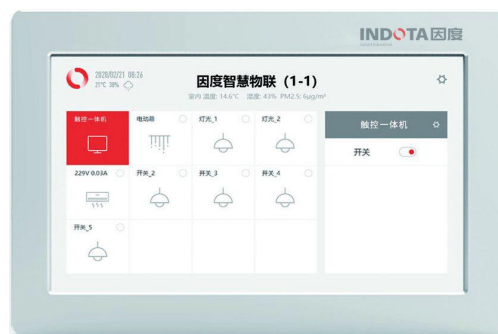 INDOTA因度
2020/02/21 06:26
21℃ 38%
因度智慧物联 (1-1)
室内 温度: 14.6℃ 湿度: 43% PM2.5: 6μg/m³
触控一体机
电动帘
灯光_1
灯光_2
触控一体机
开关
229V 0.03A
开关_2
开关_3
开关_4
开关_5